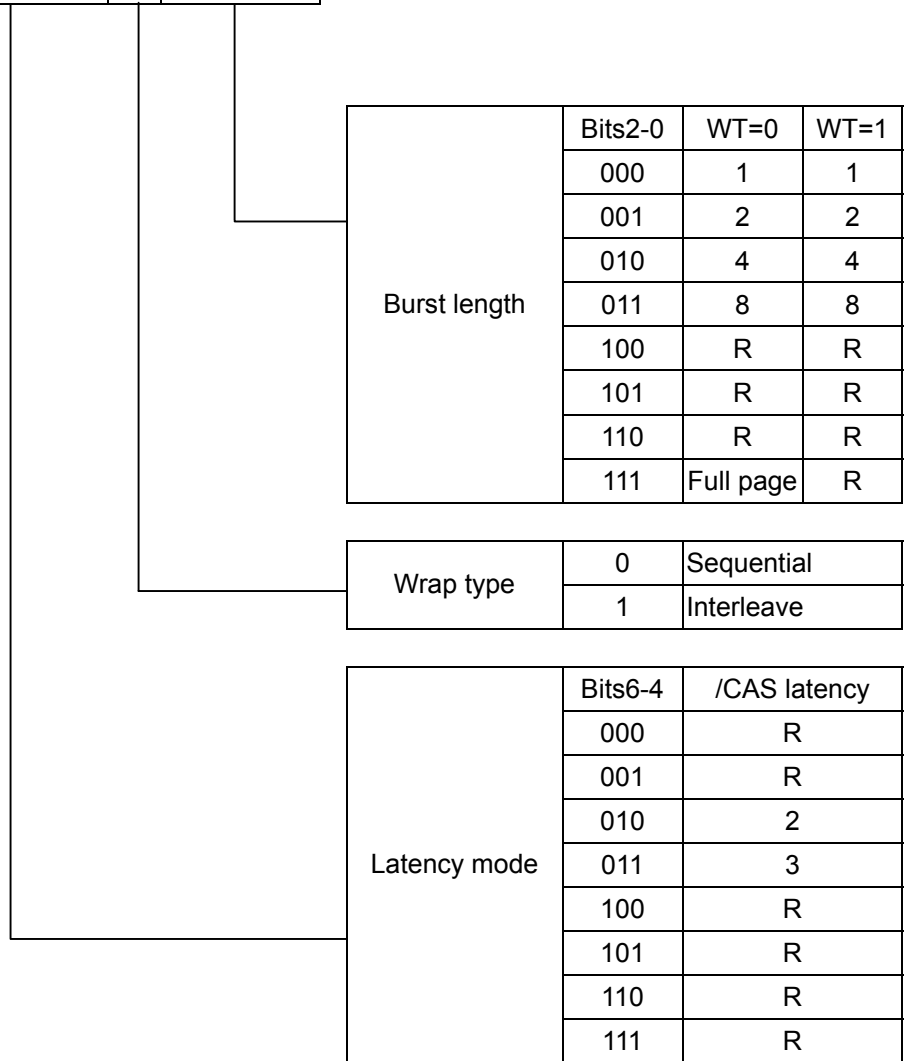 Bits2-0 WT=0 WT=1
000 1 1
001 2 2
010 4 4
Burst length 011 8 8
100 R R
101 R R
110 R R
111 Full page R
Wrap type
0 Sequential
1 Interleave
Bits6-4 /CAS latency
000 R
001 R
010 2
Latency mode 011 3
100 R
101 R
110 R
111 R